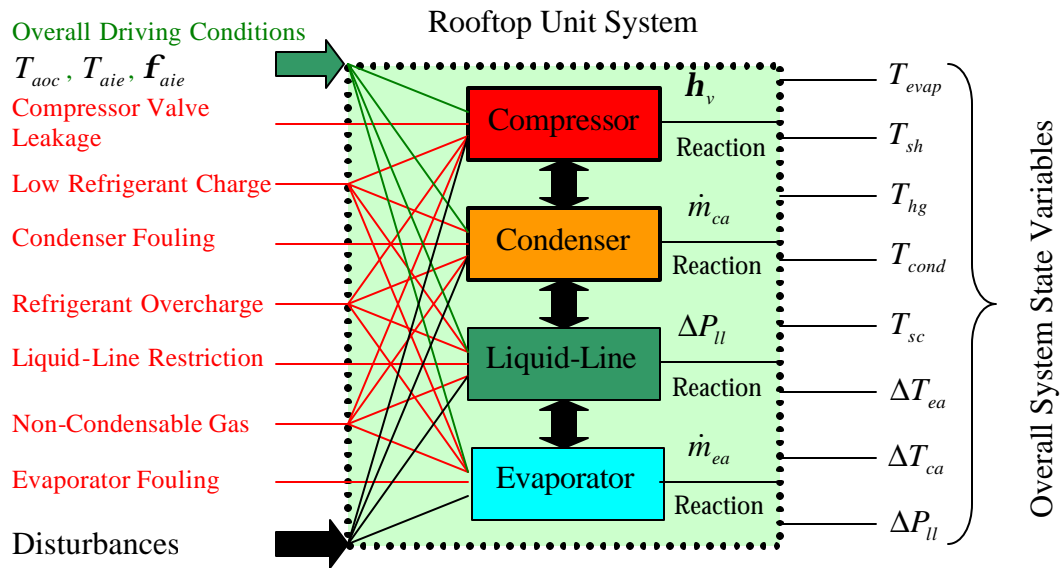 Rooftop Unit System
Overall Driving Conditions
T_aoc , T_aie , f_aie
Compressor Valve
Leakage
Low Refrigerant Charge
Condenser Fouling
Refrigerant Overcharge
Liquid-Line Restriction
Non-Condensable Gas
Evaporator Fouling
Disturbances
Compressor
Condenser
Liquid-Line
Evaporator
h_v
Reaction
ṁ_ca
Reaction
ΔP_ll
Reaction
ṁ_ea
Reaction
T_evap
T_sh
T_hg
T_cond
T_sc
ΔT_ea
ΔT_ca
ΔP_ll
Overall System State Variables